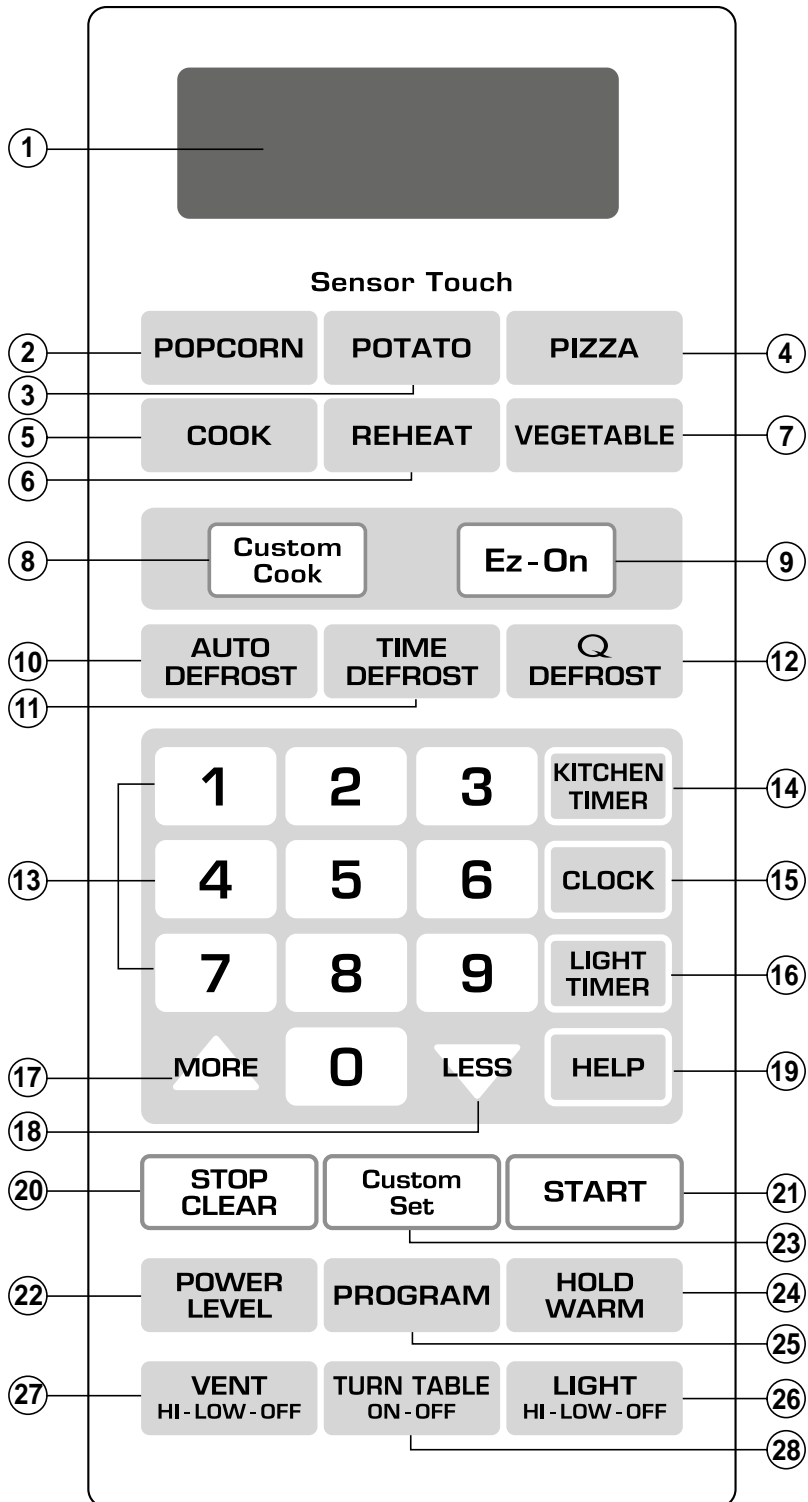 1
Sensor Touch
2
POPCORN
POTATO
PIZZA
4
3
5
COOK
REHEAT
VEGETABLE
7
6
8
Custom
Cook
Ez-On
9
10
AUTO
DEFROST
TIME
DEFROST
Q
DEFROST
12
11
1
2
3
KITCHEN
TIMER
14
13
4
5
6
CLOCK
15
7
8
9
LIGHT
TIMER
16
17
MORE
0
LESS
HELP
19
18
20
STOP
CLEAR
Custom
Set
START
21
23
22
POWER
LEVEL
PROGRAM
HOLD
WARM
24
25
27
VENT
HI-LOW-OFF
TURN TABLE
ON-OFF
LIGHT
HI-LOW-OFF
26
28